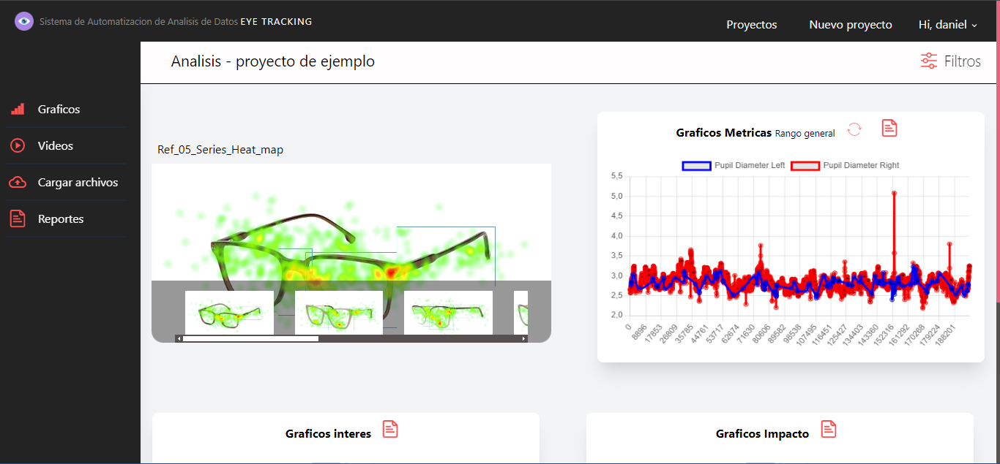 Sistema de Automatizacion de Analisis de Datos EYE TRACKING
Proyectos
Nuevo proyecto
Hi, daniel
Analisis - proyecto de ejemplo
Filtros
Graficos
Videos
Cargar archivos
Reportes
Ref_05_Series_Heat_map
Graficos Metricas Rango general
Pupil Diameter Left
Pupil Diameter Right
5,5
5,0
4,5
4,0
3,5
3,0
2,5
2,0
0
8896
17853
26809
35785
44761
53717
62674
71630
80606
89582
98538
107495
116451
125427
134403
143360
152316
161292
170268
179224
188201
Graficos interes
Graficos Impacto